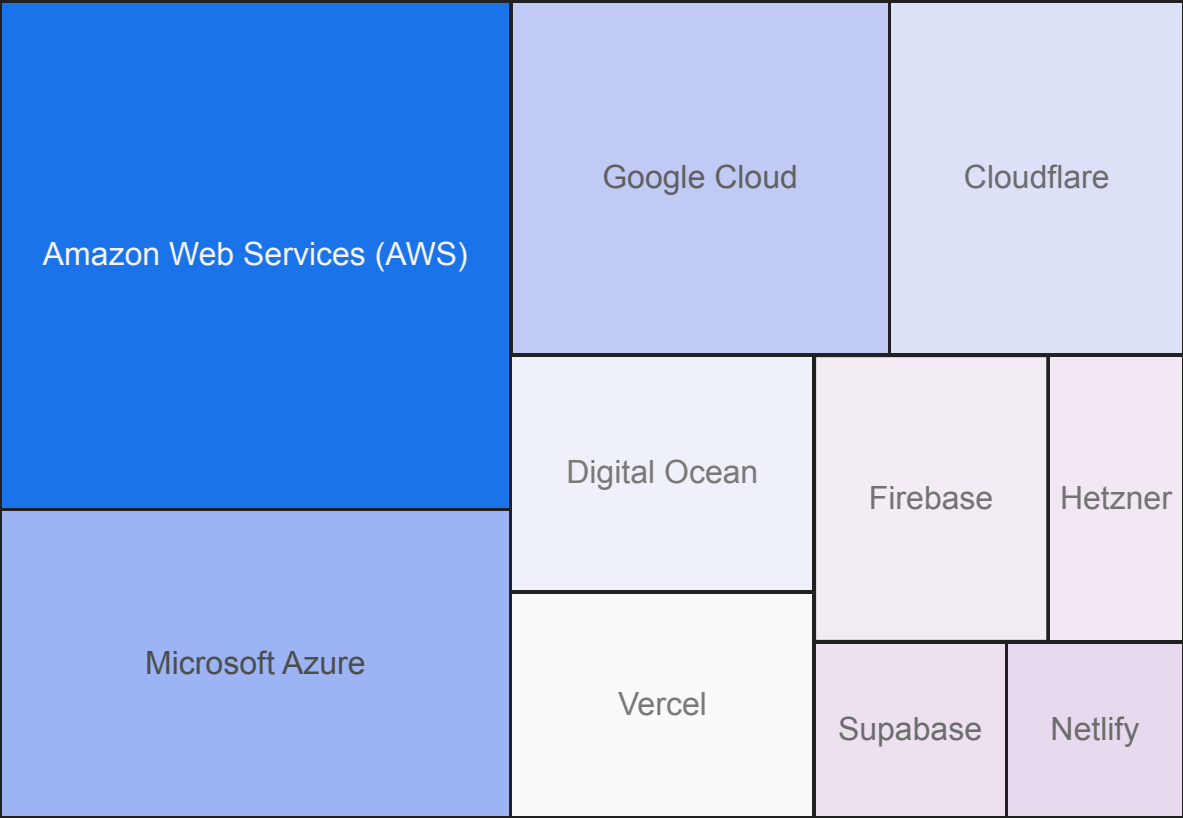 Amazon Web Services (AWS)
Microsoft Azure
Google Cloud
Cloudflare
Digital Ocean
Vercel
Firebase
Hetzner
Supabase
Netlify